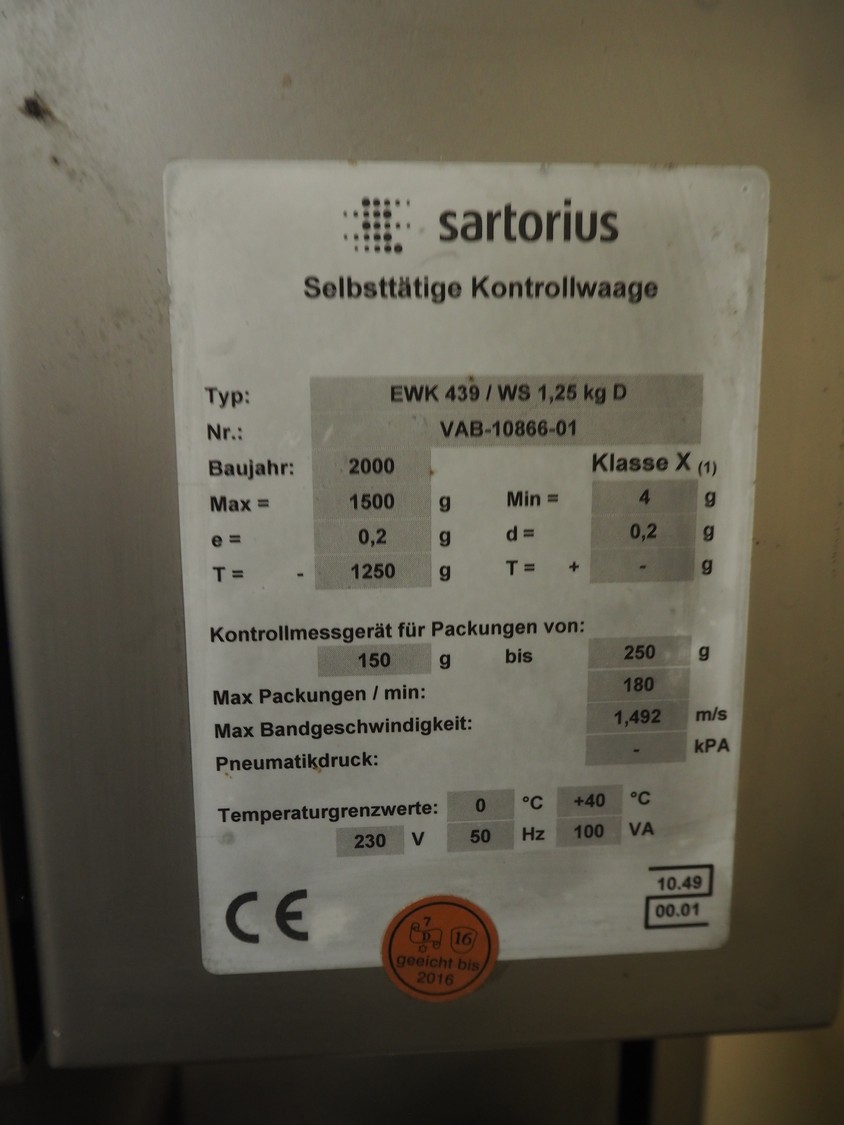 sartorius
Selbsttätige Kontrollwaage
Typ: EWK 439 / WS 1,25 kg D
Nr.: VAB-10866-01
Baujahr: 2000 Klasse X (1)
Max = 1500 g Min = 4 g
e = 0,2 g d = 0,2 g
T = - 1250 g T = + - g
Kontrollmessgerät für Packungen von:
150 g bis 250 g
Max Packungen / min: 180
Max Bandgeschwindigkeit: 1,492 m/s
Pneumatikdruck: - kPA
Temperaturgrenzwerte: 0 °C +40 °C
230 V 50 Hz 100 VA
10.49
00.01
CE
7
D 16
geeicht bis
2016